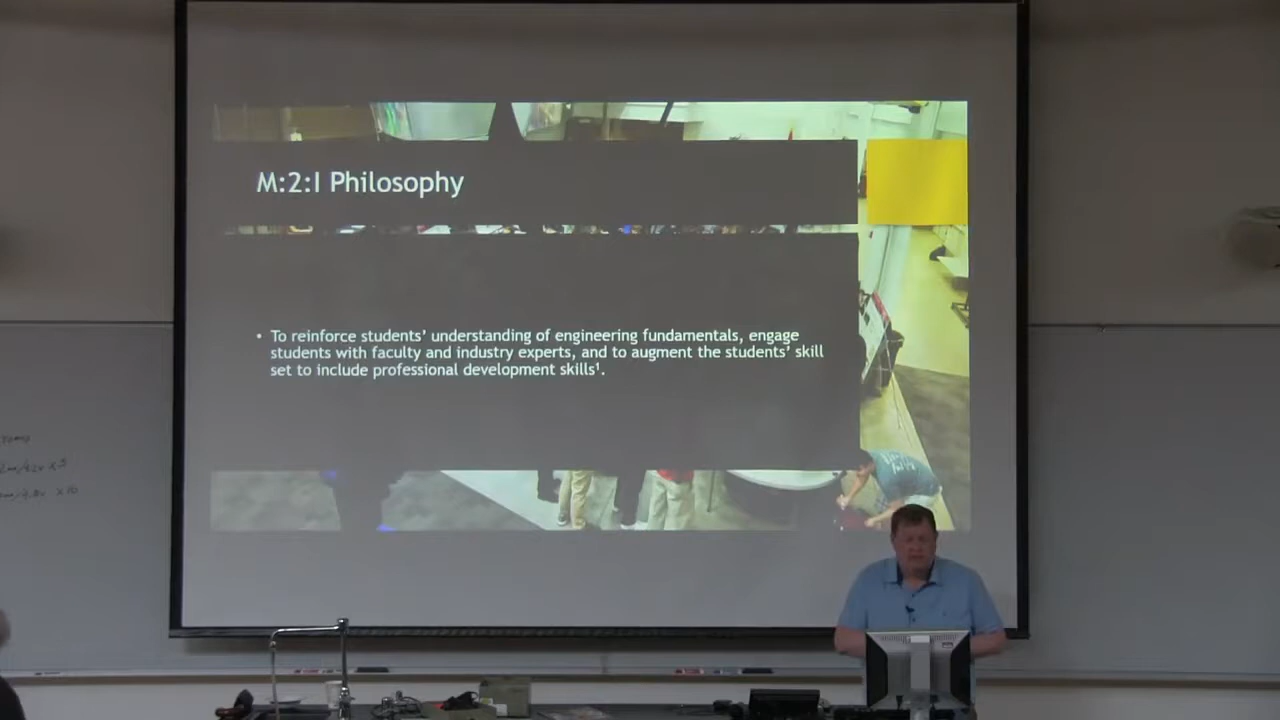 M:2:I Philosophy
• To reinforce students' understanding of engineering fundamentals, engage
students with faculty and industry experts, and to augment the students' skill
set to include professional development skills¹.